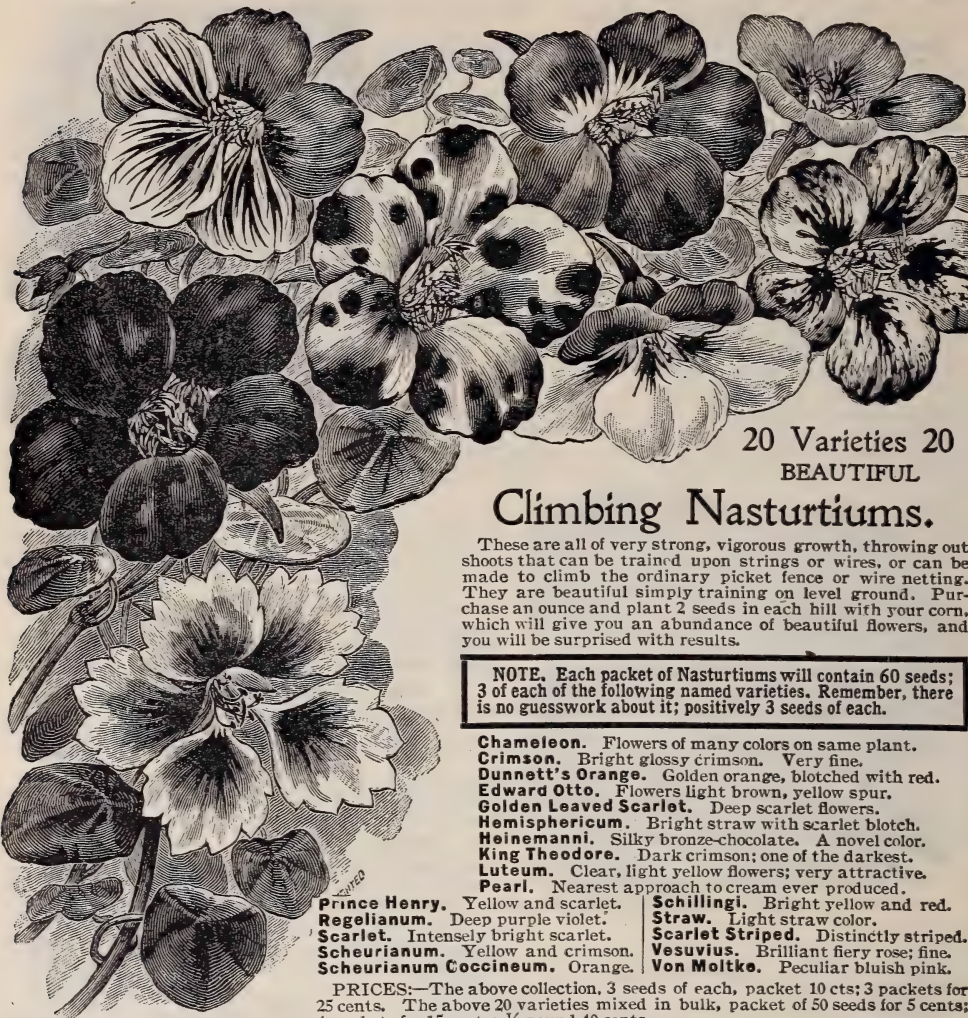 20 Varieties 20
BEAUTIFUL
Climbing Nasturtiums.
These are all of very strong, vigorous growth, throwing out
shoots that can be trained upon strings or wires, or can be
made to climb the ordinary picket fence or wire netting.
They are beautiful simply training on level ground. Pur-
chase an ounce and plant 2 seeds in each hill with your corn,
which will give you an abundance of beautiful flowers, and
you will be surprised with results.
NOTE. Each packet of Nasturtiums will contain 60 seeds;
3 of each of the following named varieties. Remember, there
is no guesswork about it; positively 3 seeds of each.
Chameleon. Flowers of many colors on same plant.
Crimson. Bright glossy crimson. Very fine.
Dunnett's Orange. Golden orange, blotched with red.
Edward Otto. Flowers light brown, yellow spur.
Golden Leaved Scarlet. Deep scarlet flowers.
Hemisphericum. Bright straw with scarlet blotch.
Heinemanni. Silky bronze-chocolate. A novel color.
King Theodore. Dark crimson; one of the darkest.
Luteum. Clear, light yellow flowers; very attractive.
Pearl. Nearest approach to cream ever produced.
Prince Henry. Yellow and scarlet.
Regelianum. Deep purple violet.
Scarlet. Intensely bright scarlet.
Scheurianum. Yellow and crimson.
Scheurianum Coccineum. Orange.
Schillingi. Bright yellow and red.
Straw. Light straw color.
Scarlet Striped. Distinctly striped.
Vesuvius. Brilliant fiery rose; fine.
Von Moltke. Peculiar bluish pink.
PRICES:—The above collection, 3 seeds of each, packet 10 cts; 3 packets for
25 cents. The above 20 varieties mixed in bulk, packet of 50 seeds for 5 cents;